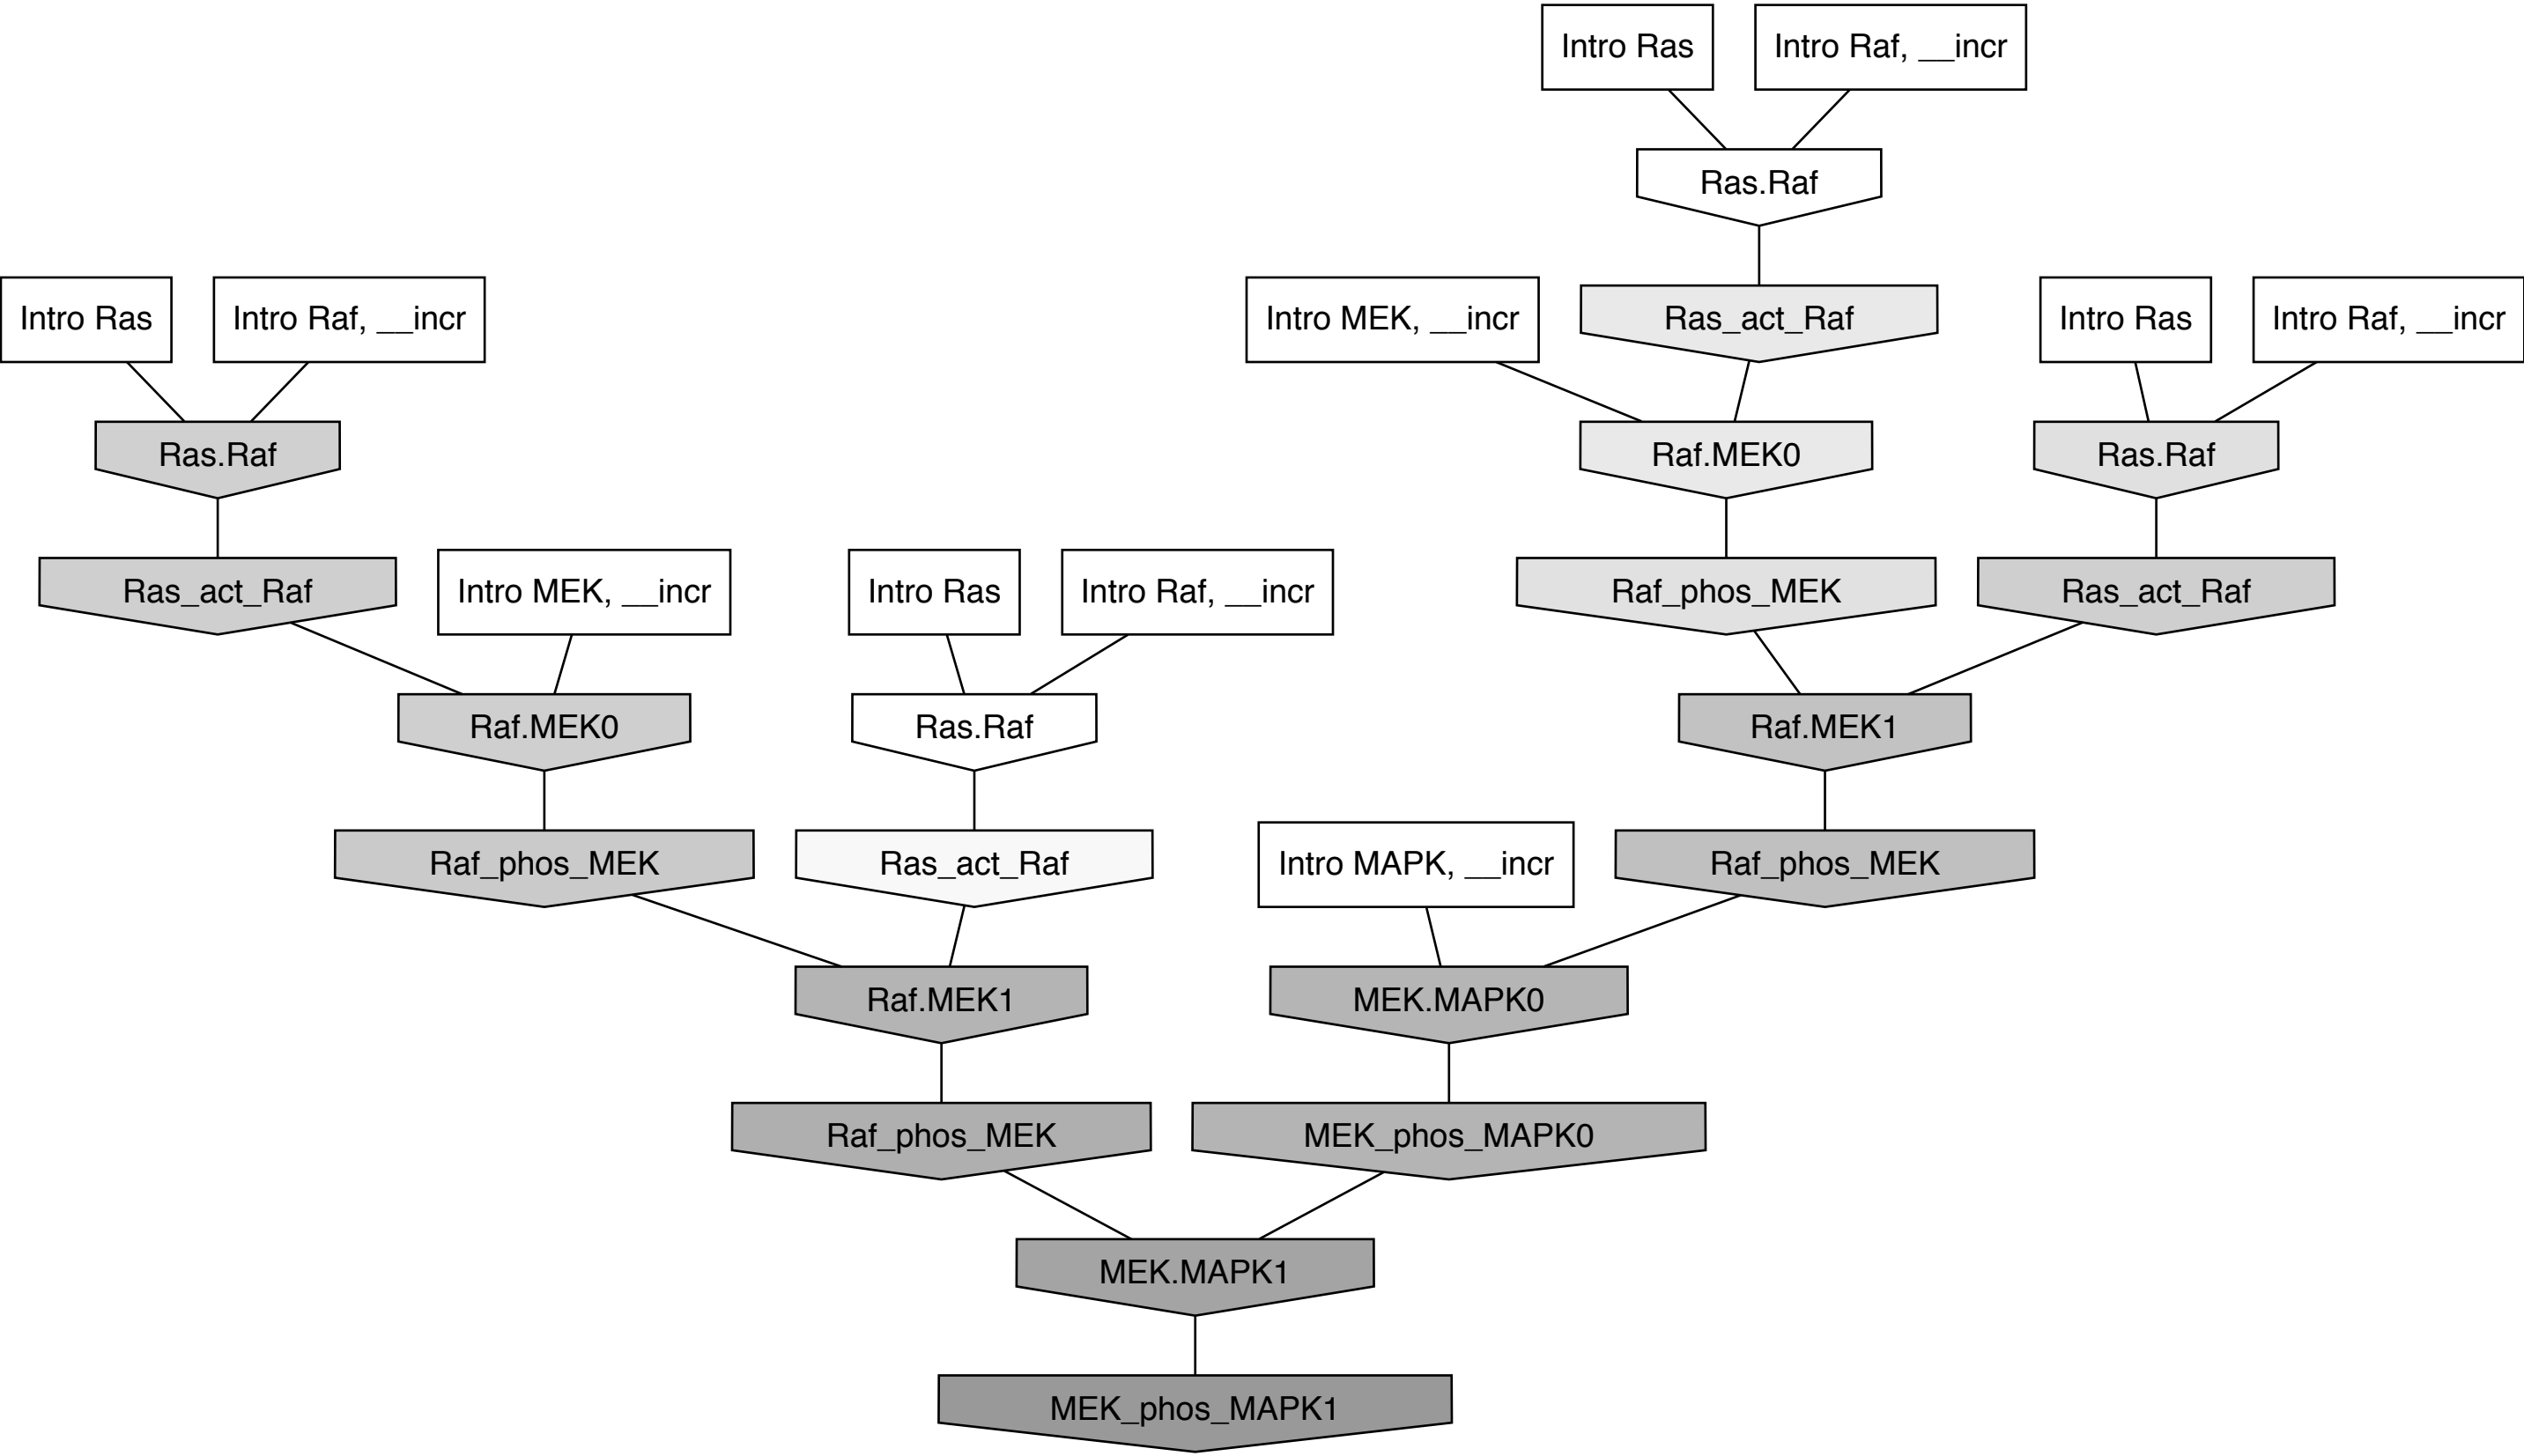 Intro Ras
Intro Raf, __incr
Ras.Raf
Intro Ras
Intro Raf, __incr
Intro MEK, __incr
Ras_act_Raf
Intro Ras
Intro Raf, __incr
Ras.Raf
Raf.MEK0
Ras.Raf
Ras_act_Raf
Intro MEK, __incr
Intro Ras
Intro Raf, __incr
Raf_phos_MEK
Ras_act_Raf
Raf.MEK0
Ras.Raf
Raf.MEK1
Raf_phos_MEK
Ras_act_Raf
Intro MAPK, __incr
Raf_phos_MEK
Raf.MEK1
MEK.MAPK0
Raf_phos_MEK
MEK_phos_MAPK0
MEK.MAPK1
MEK_phos_MAPK1